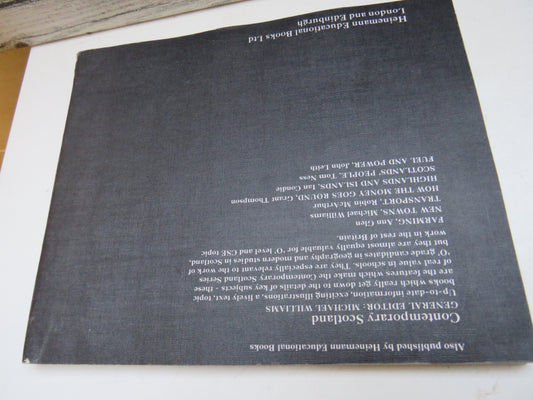 Also published by Heinemann Educational Books
Contemporary Scotland
GENERAL EDITOR: MICHAEL WILLIAMS
Up-to-date information, exciting illustrations, a lively text, topic
books which really get down to the details of key subjects - these
are the features which make the Contemporary Scotland Series
of real value in schools. They are especially relevant to the work of
'O' grade candidates in geography and modern studies in Scotland,
but they are almost equally valuable for 'O' level and CSE topic
work in the rest of Britain.
FARMING, Ann Glen
NEW TOWNS, Michael Williams
TRANSPORT, Robin McArthur
HOW THE MONEY GOES ROUND, Grant Thompson
HIGHLANDS AND ISLANDS, Ian Condie
SCOTLANDS' PEOPLE, Tom Ness
FUEL AND POWER, John Leith
Heinemann Educational Books Ltd
London and Edinburgh